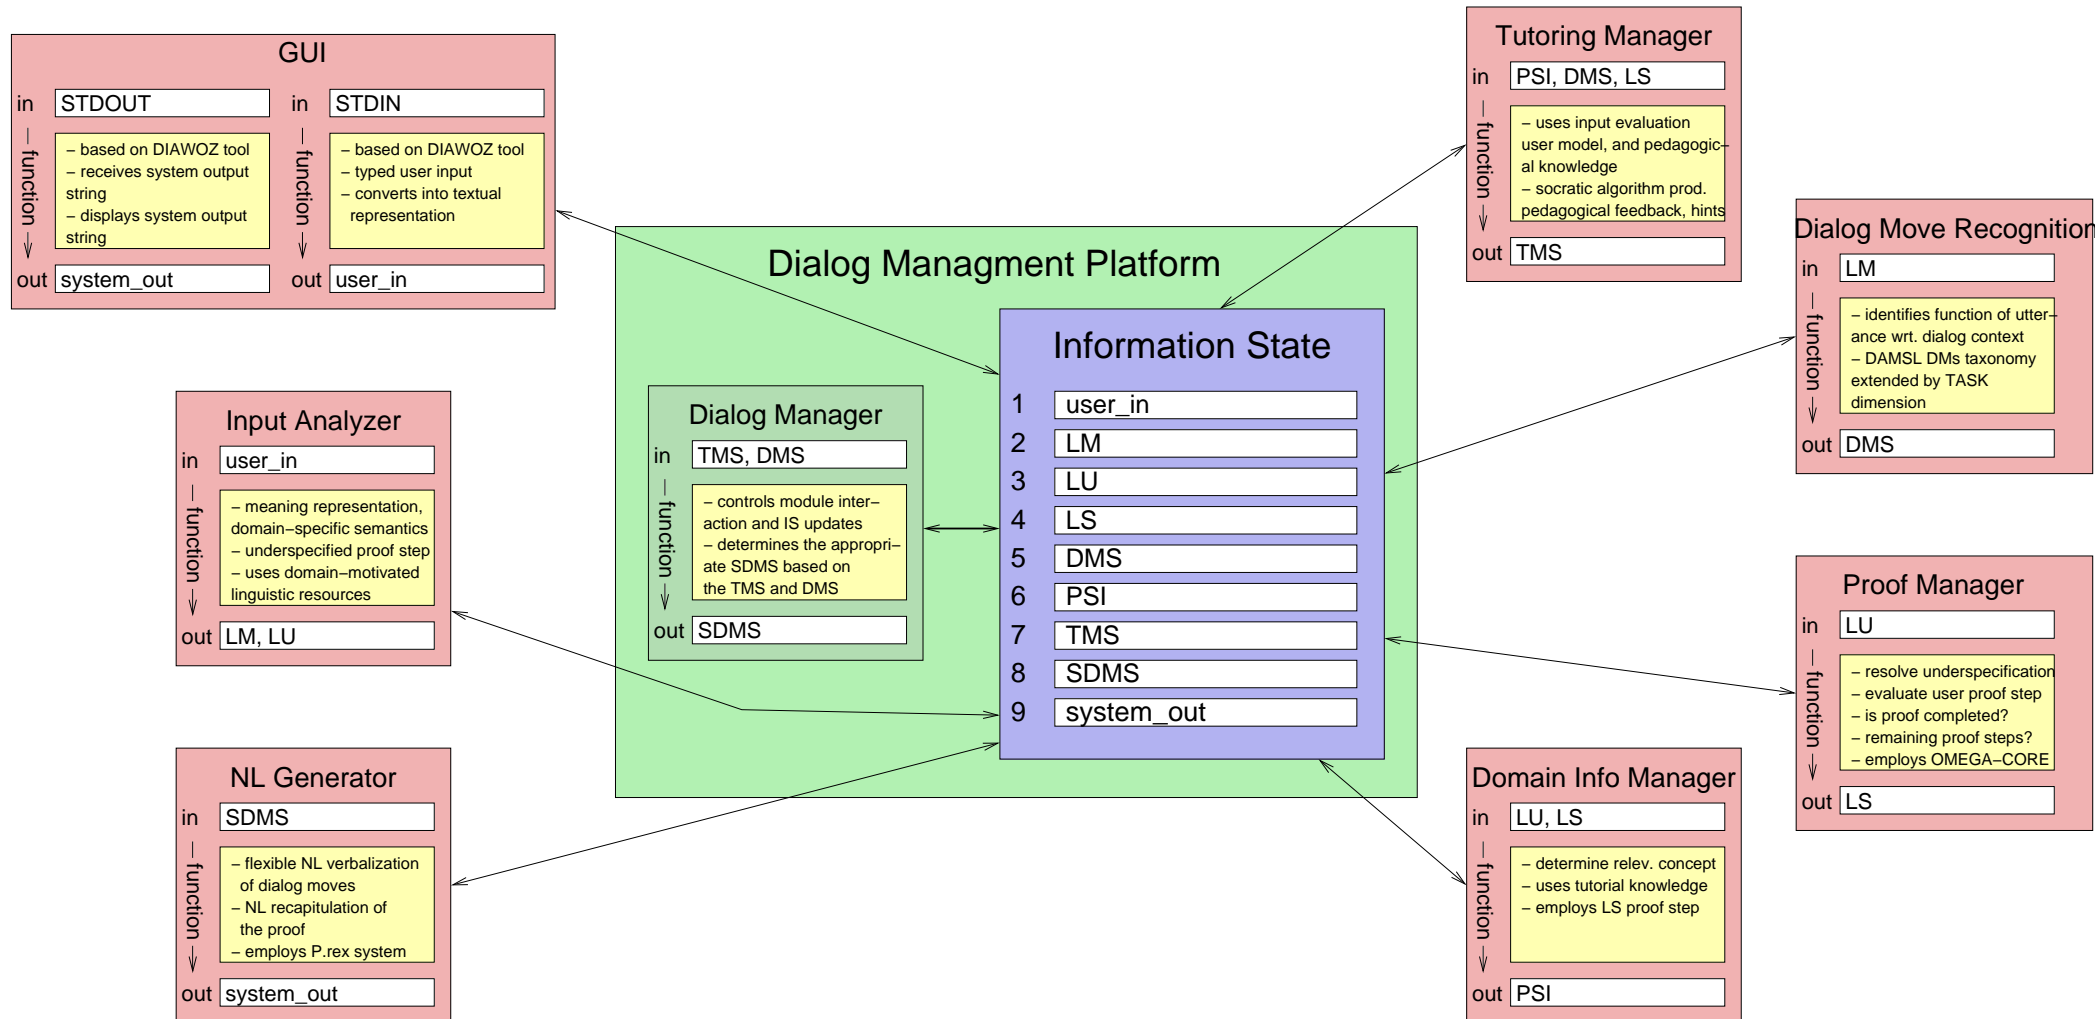 GUI
in STDOUT
function
– based on DIAWOZ tool
– receives system output
string
– displays system output
string
out system_out
in STDIN
function
– based on DIAWOZ tool
– typed user input
– converts into textual
representation
out user_in
Tutoring Manager
in PSI, DMS, LS
function
– uses input evaluation
user model, and pedagogic–
al knowledge
– socratic algorithm prod.
pedagogical feedback, hints
out TMS
Dialog Move Recognition
in LM
function
– identifies function of utter–
ance wrt. dialog context
– DAMSL DMs taxonomy
extended by TASK
dimension
out DMS
Dialog Managment Platform
Information State
1 user_in
2 LM
3 LU
4 LS
5 DMS
6 PSI
7 TMS
8 SDMS
9 system_out
Dialog Manager
in TMS, DMS
function
– controls module inter–
action and IS updates
– determines the appropri–
ate SDMS based on
the TMS and DMS
out SDMS
Input Analyzer
in user_in
function
– meaning representation,
domain–specific semantics
– underspecified proof step
– uses domain–motivated
linguistic resources
out LM, LU
Proof Manager
in LU
function
– resolve underspecification
– evaluate user proof step
– is proof completed?
– remaining proof steps?
– employs OMEGA–CORE
out LS
NL Generator
in SDMS
function
– flexible NL verbalization
of dialog moves
– NL recapitulation of
the proof
– employs P.rex system
out system_out
Domain Info Manager
in LU, LS
function
– determine relev. concept
– uses tutorial knowledge
– employs LS proof step
out PSI